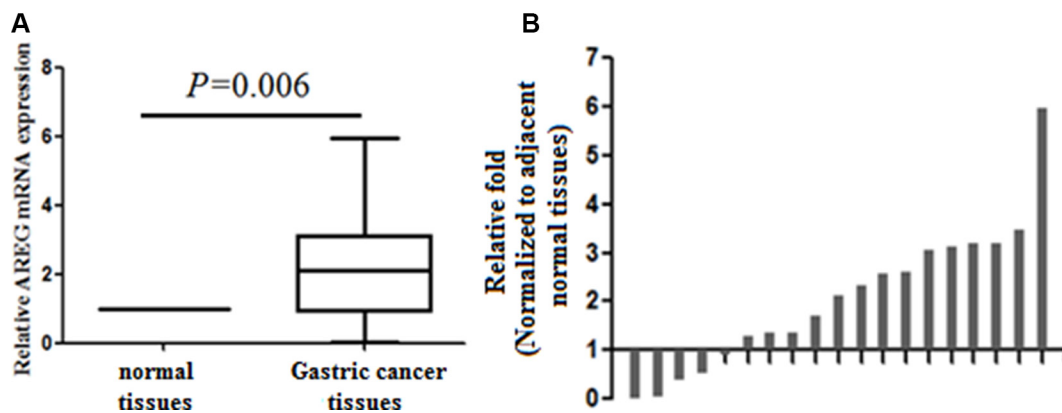 A
Relative AREG mRNA expression
8
6
4
2
0
P=0.006
normal
tissues
Gastric cancer
tissues
B
Relative fold
(Normalized to adjacent
normal tissues)
7
6
5
4
3
2
1
0